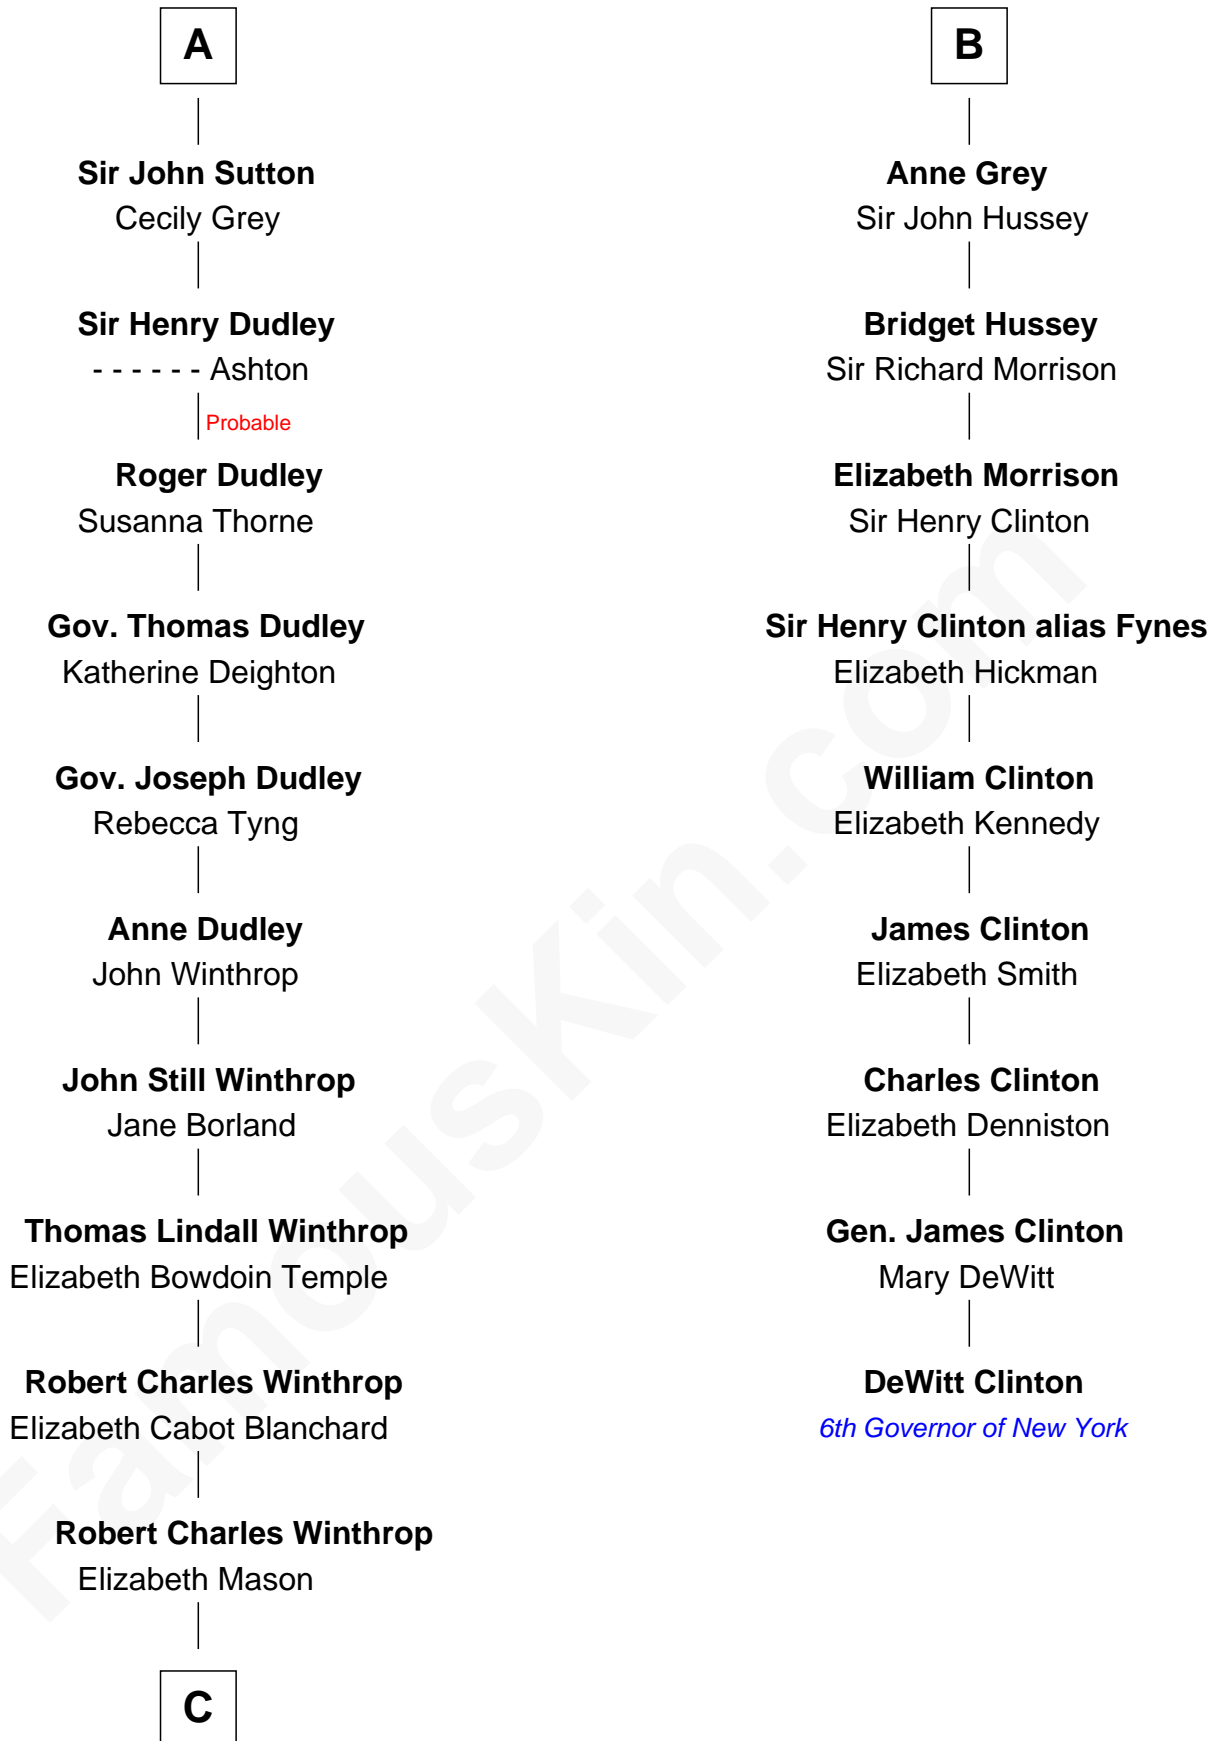 A
Sir John Sutton
Cecily Grey
Sir Henry Dudley
- - - - - - Ashton
Probable
Roger Dudley
Susanna Thorne
Gov. Thomas Dudley
Katherine Deighton
Gov. Joseph Dudley
Rebecca Tyng
Anne Dudley
John Winthrop
John Still Winthrop
Jane Borland
Thomas Lindall Winthrop
Elizabeth Bowdoin Temple
Robert Charles Winthrop
Elizabeth Cabot Blanchard
Robert Charles Winthrop
Elizabeth Mason
C
B
Anne Grey
Sir John Hussey
Bridget Hussey
Sir Richard Morrison
Elizabeth Morrison
Sir Henry Clinton
Sir Henry Clinton alias Fynes
Elizabeth Hickman
William Clinton
Elizabeth Kennedy
James Clinton
Elizabeth Smith
Charles Clinton
Elizabeth Denniston
Gen. James Clinton
Mary DeWitt
DeWitt Clinton
6th Governor of New York
FamousKin.com